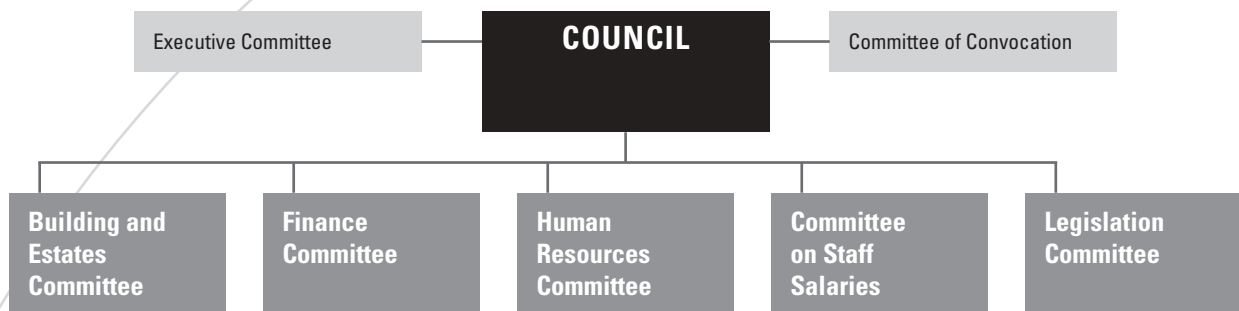 Executive Committee
COUNCIL
Committee of Convocation
Building and
Estates
Committee
Finance
Committee
Human
Resources
Committee
Committee
on Staff
Salaries
Legislation
Committee